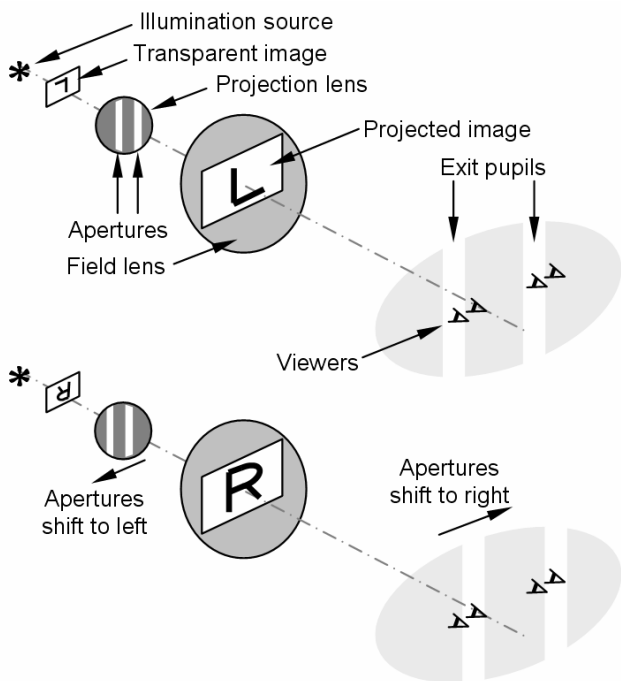 Illumination source
Transparent image
Projection lens
L
Projected image
L
Exit pupils
Apertures
Field lens
Viewers
R
R
Apertures
shift to left
Apertures
shift to right